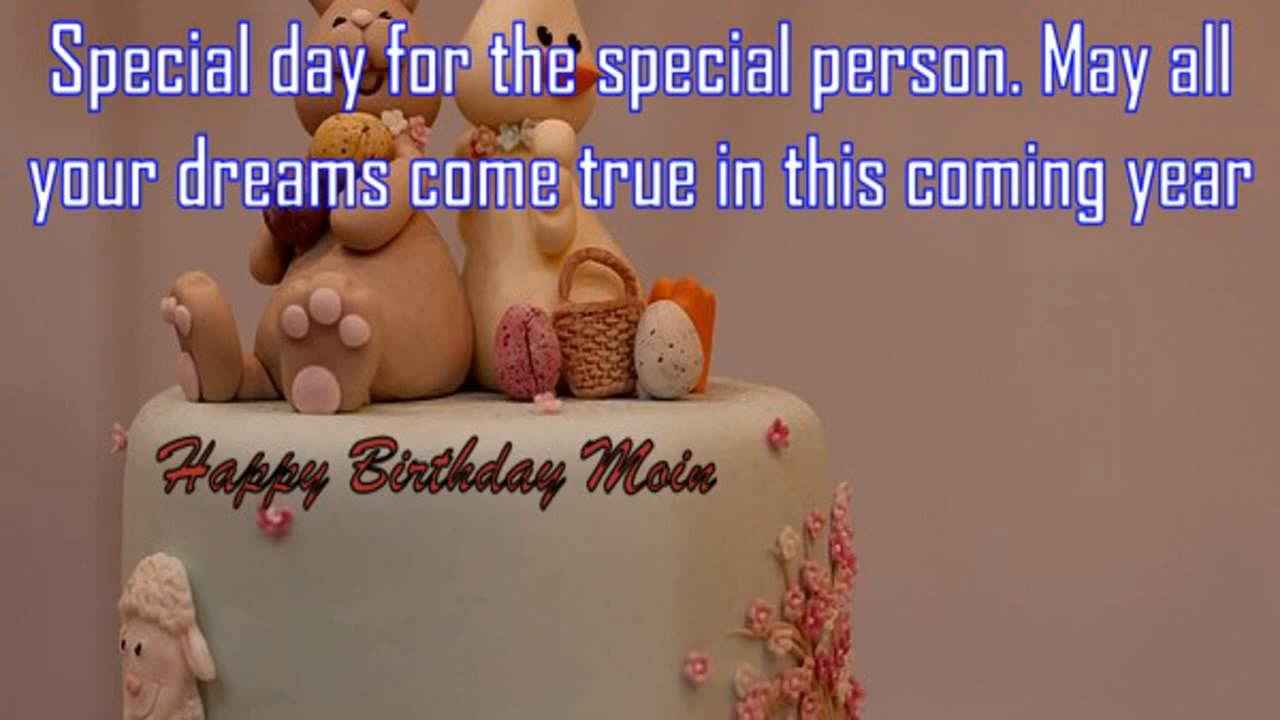 Special day for the special person. May all
your dreams come true in this coming year
Happy Birthday Moin